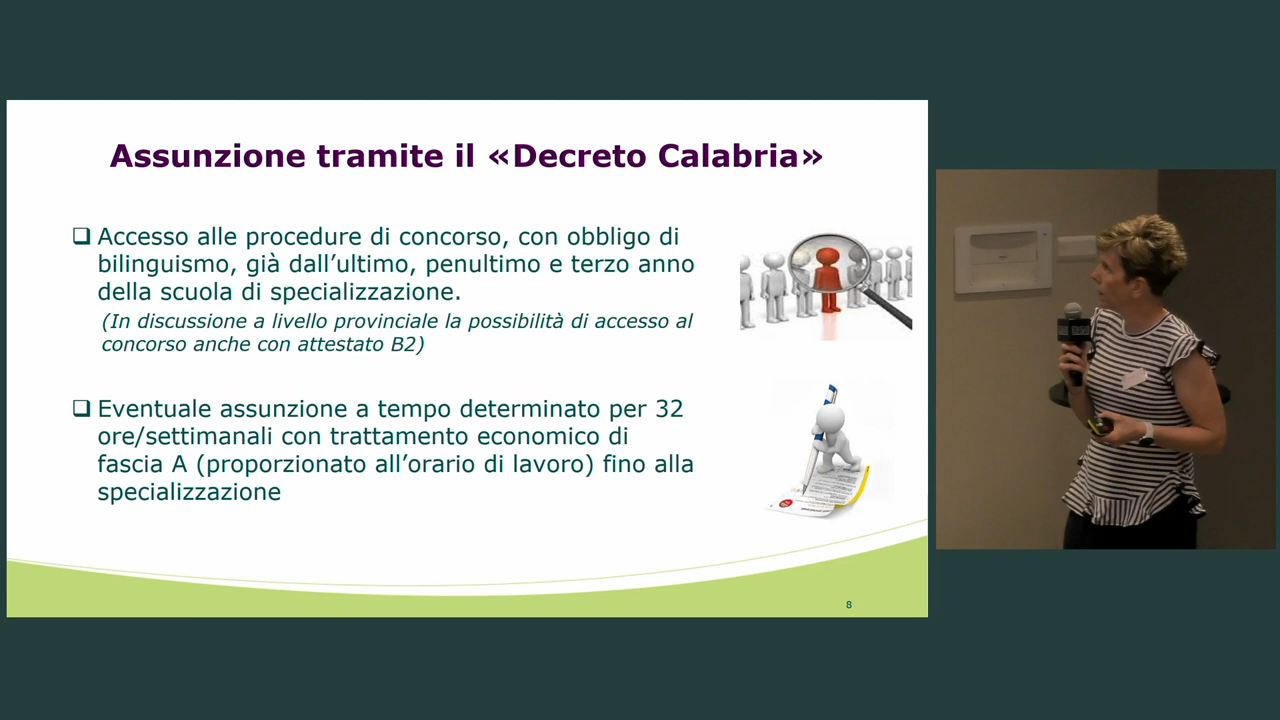 Assunzione tramite il «Decreto Calabria»
❑ Accesso alle procedure di concorso, con obbligo di
bilinguismo, già dall’ultimo, penultimo e terzo anno
della scuola di specializzazione.
(In discussione a livello provinciale la possibilità di accesso al
concorso anche con attestato B2)
❑ Eventuale assunzione a tempo determinato per 32
ore/settimanali con trattamento economico di
fascia A (proporzionato all’orario di lavoro) fino alla
specializzazione
8